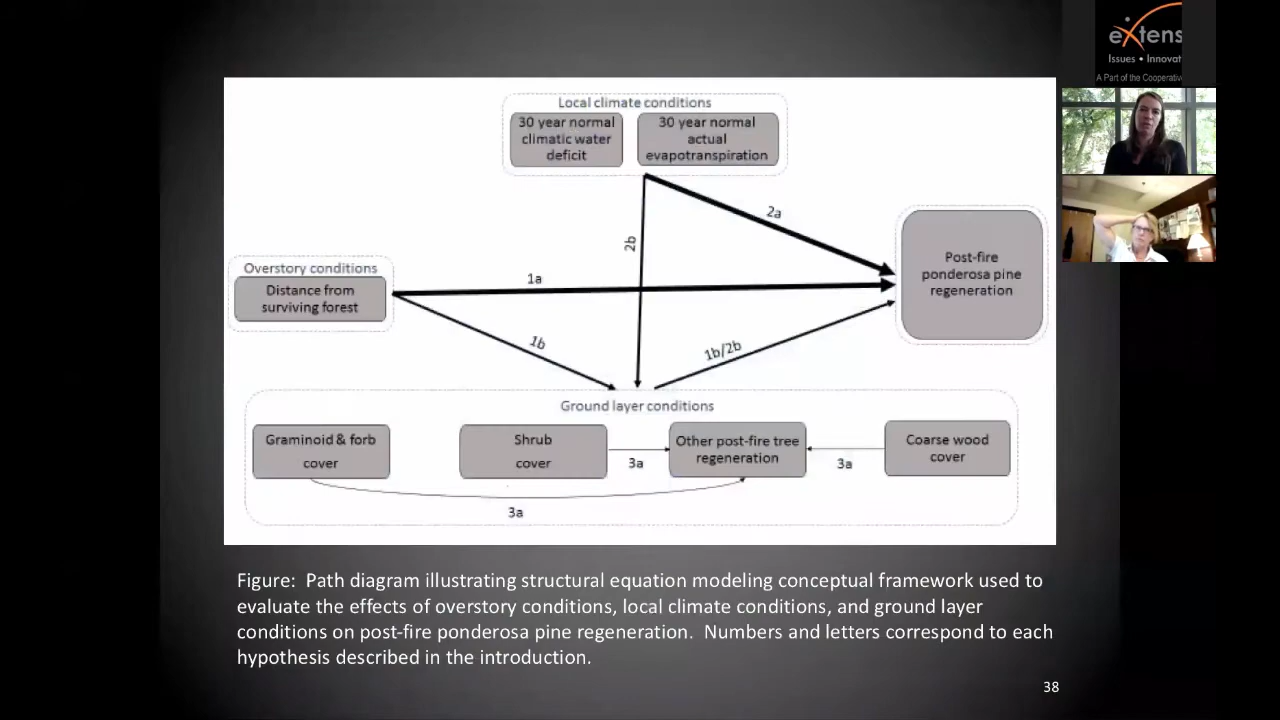 eXtens
Issues • Innovat
A Part of the Cooperativ
Local climate conditions
30 year normal
climatic water
deficit
30 year normal
actual
evapotranspiration
2a
2b
Overstory conditions
Distance from
surviving forest
1a
Post-fire
ponderosa pine
regeneration
1b
1b/2b
Ground layer conditions
Graminoid & forb
cover
Shrub
cover
3a
Other post-fire tree
regeneration
3a
Coarse wood
cover
3a
Figure: Path diagram illustrating structural equation modeling conceptual framework used to
evaluate the effects of overstory conditions, local climate conditions, and ground layer
conditions on post-fire ponderosa pine regeneration. Numbers and letters correspond to each
hypothesis described in the introduction.
38